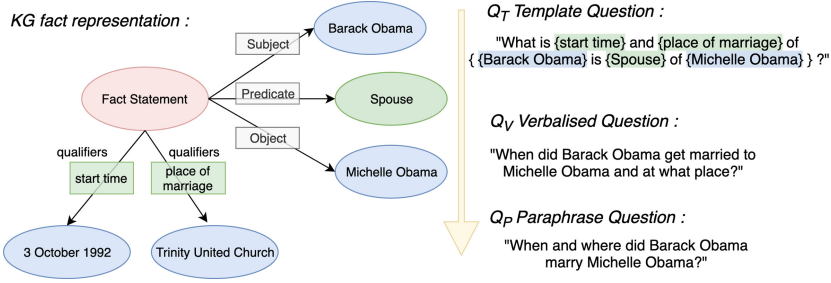 KG fact representation :
Subject
Barack Obama
Fact Statement
Predicate
Spouse
Object
Michelle Obama
qualifiers
start time
qualifiers
place of
marriage
3 October 1992
Trinity United Church
QT Template Question :
"What is {start time} and {place of marriage} of
{ {Barack Obama} is {Spouse} of {Michelle Obama} } ?"
QV Verbalised Question :
"When did Barack Obama get married to
Michelle Obama and at what place?"
QP Paraphrase Question :
"When and where did Barack Obama
marry Michelle Obama?"